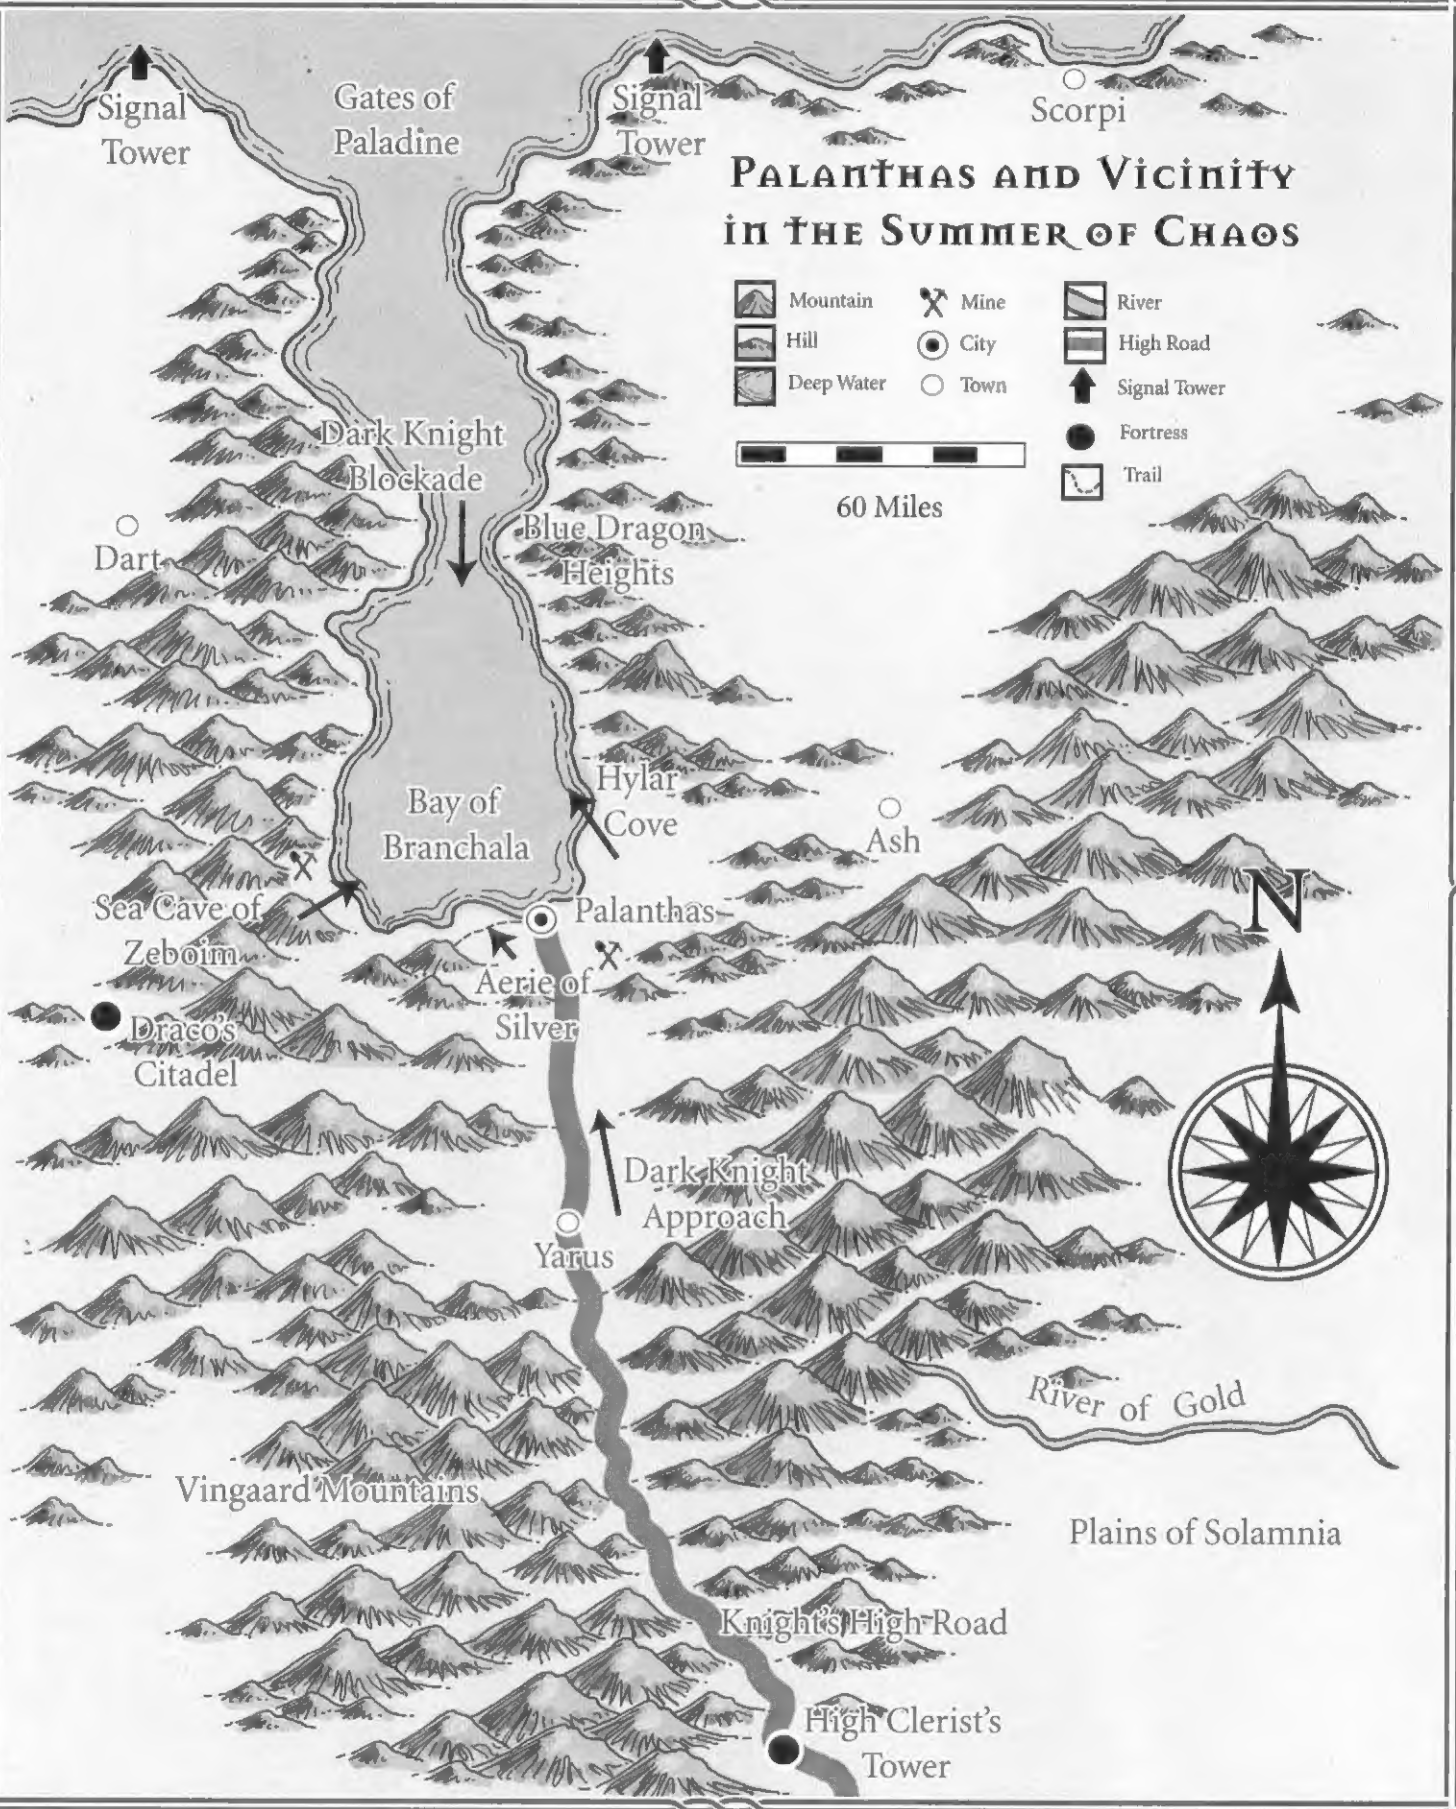 Signal
Tower
Gates of
Paladine
Signal
Tower
Scorpi
Palanthas and Vicinity
in the Summer of Chaos
Mountain
Hill
Deep Water
Mine
City
Town
River
High Road
Signal Tower
Fortress
Trail
60 Miles
Dark Knight
Blockade
Dart
Blue Dragon
Heights
Hylar
Cove
Bay of
Branchala
Ash
N
Sea Cave of
Zeboim
Palanthas
Aerie of
Silver
Draco's
Citadel
Dark Knight
Approach
Yarus
River of Gold
Vingaard Mountains
Plains of Solamnia
Knight's High Road
High Clerist's
Tower